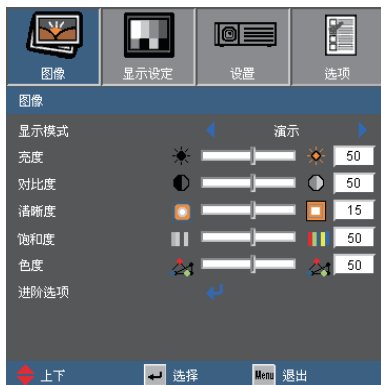 图像 显示设定 设置 选项
图像
显示模式 演示
亮度 50
对比度 50
清晰度 15
饱和度 50
色度 50
进阶选项
上下 选择 Menu 退出